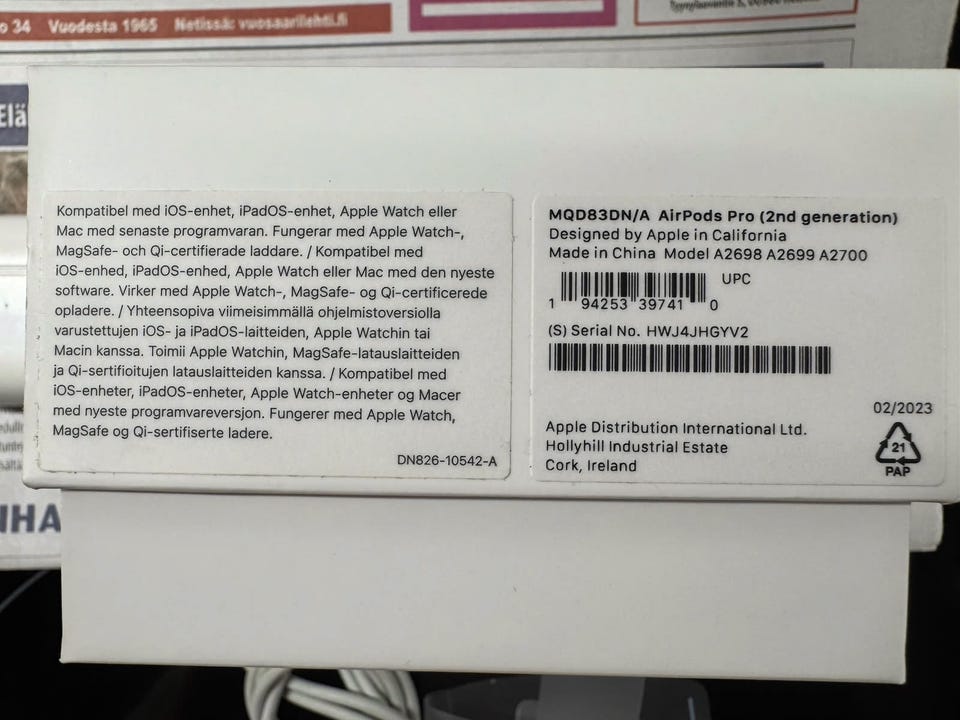 o 34 Vuodesta 1965 Netissä: vuosaarilehti.fi
Elä
Kompatibel med iOS-enhet, iPadOS-enhet, Apple Watch eller
Mac med senaste programvaran. Fungerar med Apple Watch-,
MagSafe- och Qi-certifierade laddare. / Kompatibel med
iOS-enhed, iPadOS-enhed, Apple Watch eller Mac med den nyeste
software. Virker med Apple Watch-, MagSafe- og Qi-certificerede
opladere. / Yhteensopiva viimeisimmällä ohjelmistoversiolla
varustettujen iOS- ja iPadOS-laitteiden, Apple Watchin tai
Macin kanssa. Toimii Apple Watchin, MagSafe-latauslaitteiden
ja Qi-sertifioitujen latauslaitteiden kanssa. / Kompatibel med
iOS-enheter, iPadOS-enheter, Apple Watch-enheter og Macer
med nyeste programvareversjon. Fungerer med Apple Watch,
MagSafe og Qi-sertifiserte ladere.
DN826-10542-A
MQD83DN/A AirPods Pro (2nd generation)
Designed by Apple in California
Made in China Model A2698 A2699 A2700
UPC
1 94253 39741 0
(S) Serial No. HWJ4JHGYV2
02/2023
Apple Distribution International Ltd.
Hollyhill Industrial Estate
Cork, Ireland
21
PAP
HA